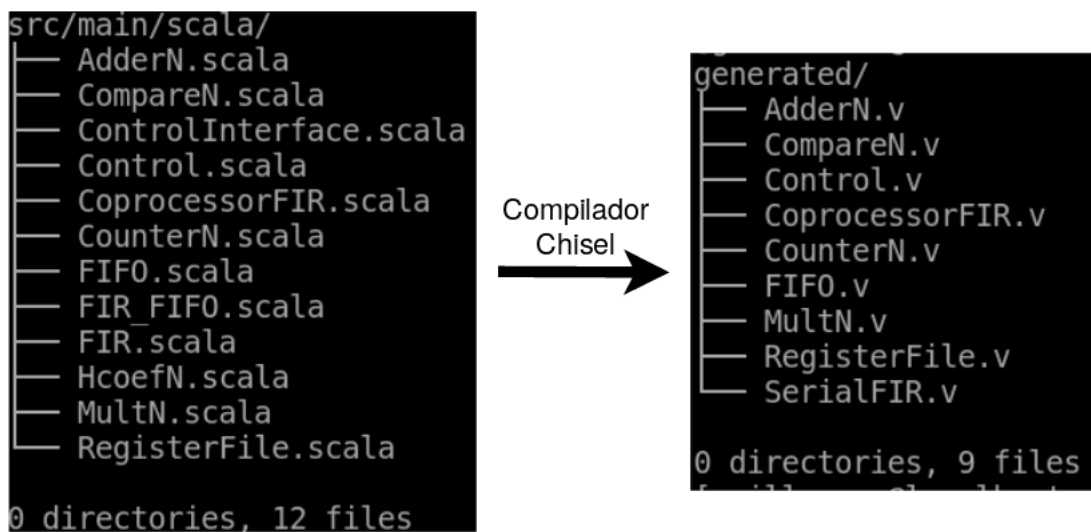 src/main/scala/
├── AdderN.scala
├── CompareN.scala
├── ControlInterface.scala
├── Control.scala
├── CoprocessorFIR.scala
├── CounterN.scala
├── FIFO.scala
├── FIR_FIFO.scala
├── FIR.scala
├── HcoefN.scala
├── MultN.scala
└── RegisterFile.scala
0 directories, 12 files
Compilador
Chisel
generated/
├── AdderN.v
├── CompareN.v
├── Control.v
├── CoprocessorFIR.v
├── CounterN.v
├── FIFO.v
├── MultN.v
├── RegisterFile.v
└── SerialFIR.v
0 directories, 9 files